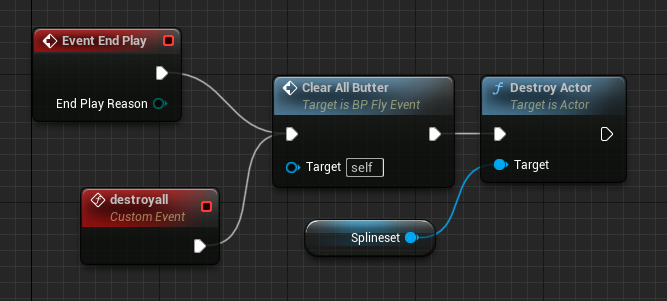 Event End Play
End Play Reason
Clear All Butter
Target is BP Fly Event
Target
self
Destroy Actor
Target is Actor
Target
destroyall
Custom Event
Splineset